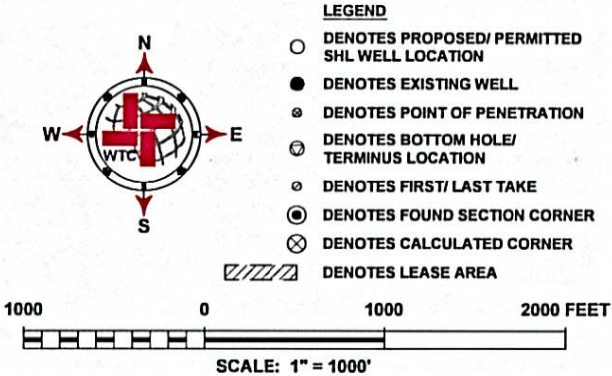 LEGEND
DENOTES PROPOSED/ PERMITTED
SHL WELL LOCATION
DENOTES EXISTING WELL
DENOTES POINT OF PENETRATION
DENOTES BOTTOM HOLE/
TERMINUS LOCATION
DENOTES FIRST/ LAST TAKE
DENOTES FOUND SECTION CORNER
DENOTES CALCULATED CORNER
DENOTES LEASE AREA
N
W
E
WTC
S
1000 0 1000 2000 FEET
SCALE: 1" = 1000'